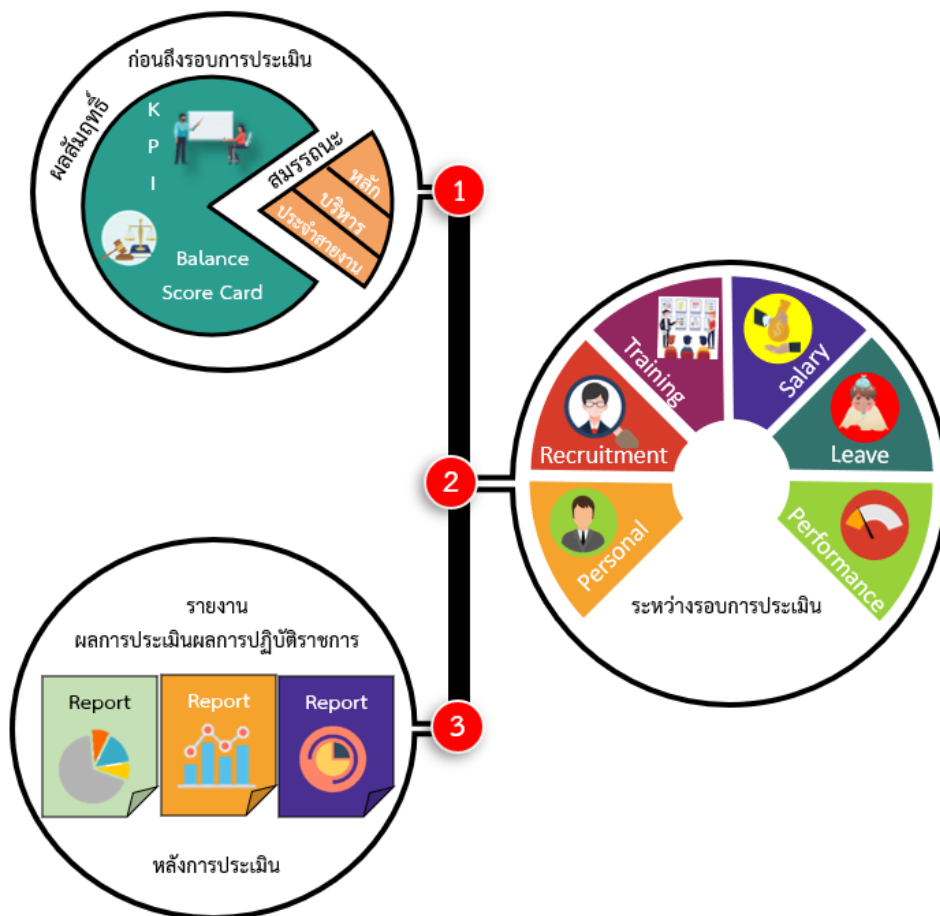 ก่อนถึงรอบการประเมิน
ผลสัมฤทธิ์
K
P
I
Balance
Score Card
สมรรถนะ
หลัก
บริหาร
ประจำสายงาน
1
2
Personal
Recruitment
Training
Salary
Leave
Performance
ระหว่างรอบการประเมิน
3
รายงาน
ผลการประเมินผลการปฏิบัติราชการ
Report
Report
Report
หลังการประเมิน